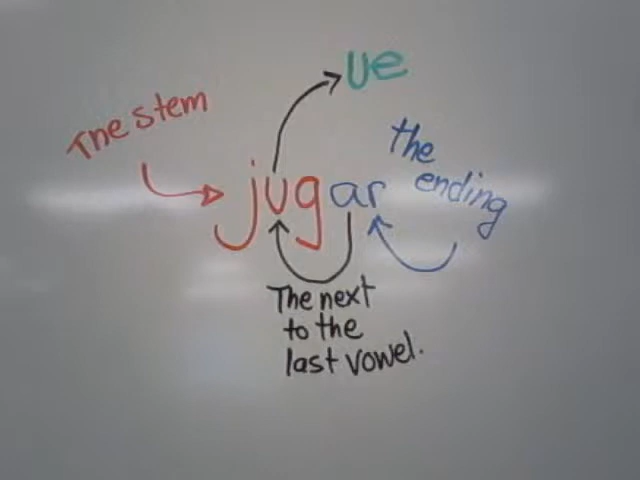 ue
The stem
the
ending
jugar
The next
to the
last vowel.